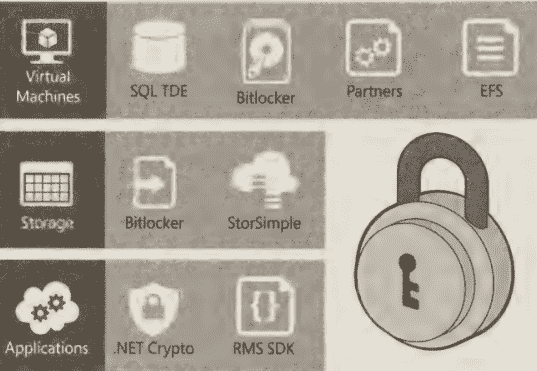 Virtual
Machines
SQL TDE
Bitlocker
Partners
EFS
Storage
Bitlocker
StorSimple
Applications
.NET Crypto
RMS SDK